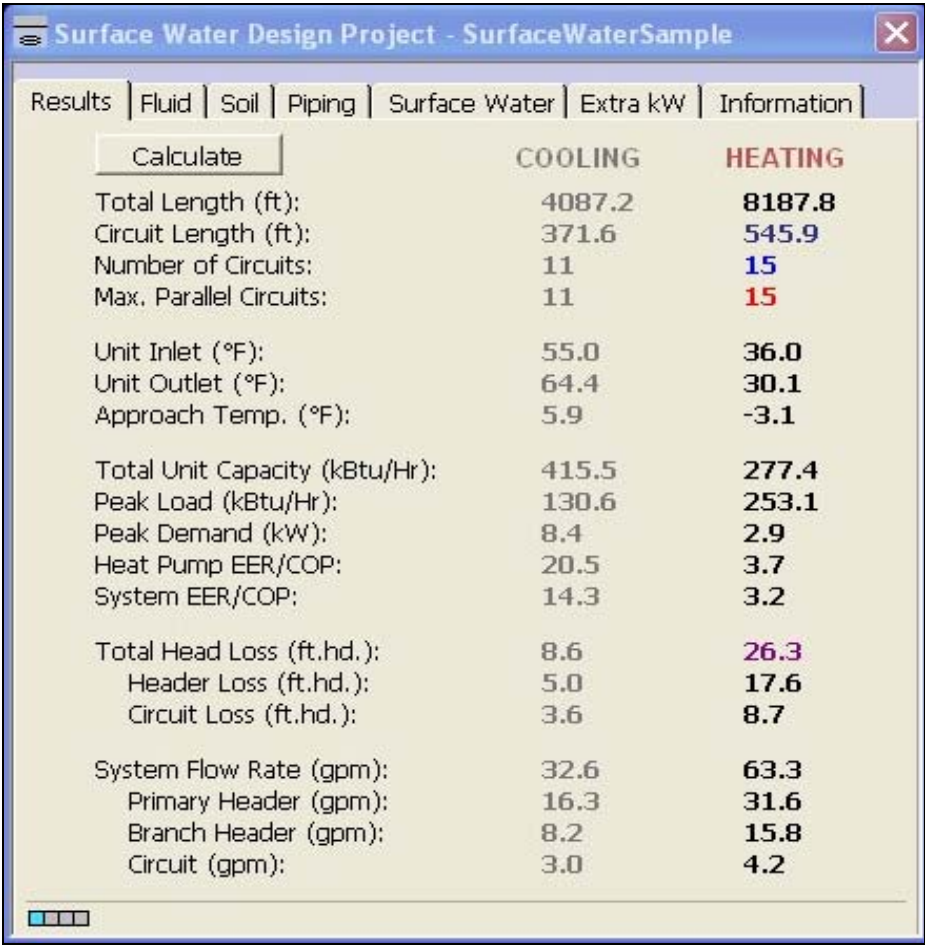 Surface Water Design Project - SurfaceWaterSample
Results Fluid Soil Piping Surface Water Extra kW Information
Calculate COOLING HEATING
Total Length (ft): 4087.2 8187.8
Circuit Length (ft): 371.6 545.9
Number of Circuits: 11 15
Max. Parallel Circuits: 11 15
Unit Inlet (°F): 55.0 36.0
Unit Outlet (°F): 64.4 30.1
Approach Temp. (°F): 5.9 -3.1
Total Unit Capacity (kBtu/Hr): 415.5 277.4
Peak Load (kBtu/Hr): 130.6 253.1
Peak Demand (kW): 8.4 2.9
Heat Pump EER/COP: 20.5 3.7
System EER/COP: 14.3 3.2
Total Head Loss (ft.hd.): 8.6 26.3
Header Loss (ft.hd.): 5.0 17.6
Circuit Loss (ft.hd.): 3.6 8.7
System Flow Rate (gpm): 32.6 63.3
Primary Header (gpm): 16.3 31.6
Branch Header (gpm): 8.2 15.8
Circuit (gpm): 3.0 4.2